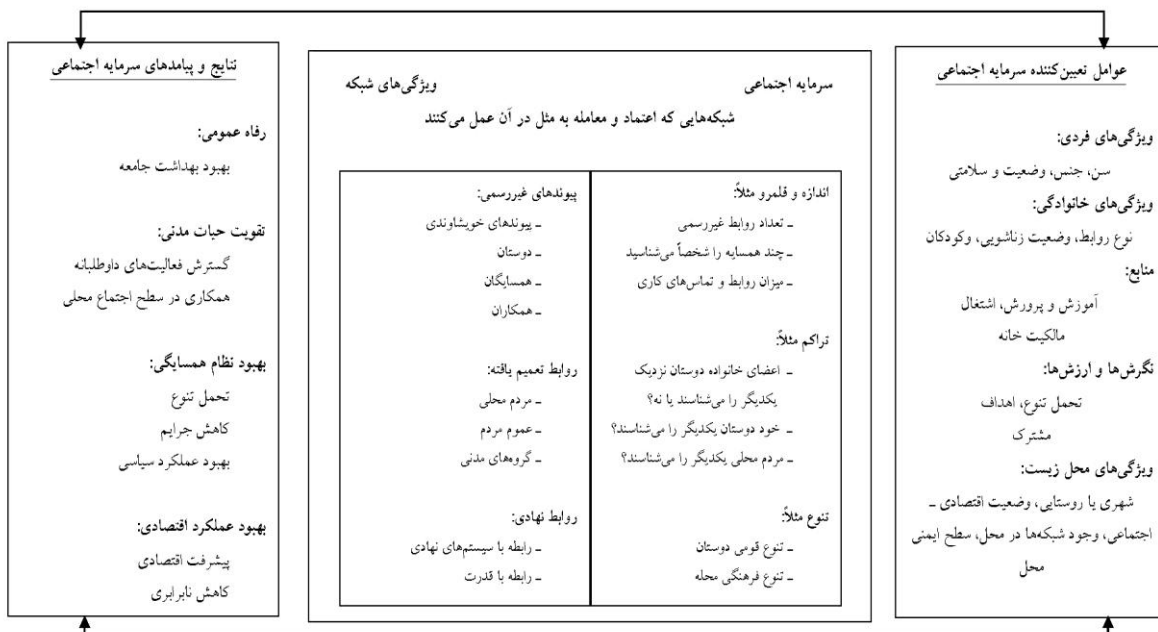 عوامل تعیین‌کننده سرمایه اجتماعی
ویژگی‌های فردی:
سن، جنس، وضعیت و سلامتی
ویژگی‌های خانوادگی:
نوع روابط، وضعیت زناشویی، وکودکان
منابع:
آموزش و پرورش، اشتغال
مالکیت خانه
نگرش‌ها و ارزش‌ها:
تحمل تنوع، اهداف
مشترک
ویژگی‌های محل زیست:
شهری یا روستایی، وضعیت اقتصادی ـ
اجتماعی، وجود شبکه‌ها در محل، سطح ایمنی
محل
سرمایه اجتماعی
ویژگی‌های شبکه
شبکه‌هایی که اعتماد و معامله به مثل در آن عمل می‌کنند
اندازه و قلمرو مثلاً:
ـ تعداد روابط غیررسمی
ـ چند همسایه را شخصاً می‌شناسید
ـ میزان روابط و تماس‌های کاری
تراکم مثلاً:
ـ اعضای خانواده دوستان نزدیک
یکدیگر را می‌شناسند یا نه؟
ـ خود دوستان یکدیگر را می‌شناسند؟
ـ مردم محلی یکدیگر را می‌شناسند؟
تنوع مثلاً:
ـ تنوع قومی دوستان
ـ تنوع فرهنگی محله
پیوندهای غیررسمی:
ـ پیوندهای خویشاوندی
ـ دوستان
ـ همسایگان
ـ همکاران
روابط تعمیم یافته:
ـ مردم محلی
ـ عموم مردم
ـ گروه‌های مدنی
روابط نهادی:
ـ رابطه با سیستم‌های نهادی
ـ رابطه با قدرت
نتایج و پیامدهای سرمایه اجتماعی
رفاه عمومی:
بهبود بهداشت جامعه
تقویت حیات مدنی:
گسترش فعالیت‌های داوطلبانه
همکاری در سطح اجتماع محلی
بهبود نظام همسایگی:
تحمل تنوع
کاهش جرایم
بهبود عملکرد سیاسی
بهبود عملکرد اقتصادی:
پیشرفت اقتصادی
کاهش نابرابری